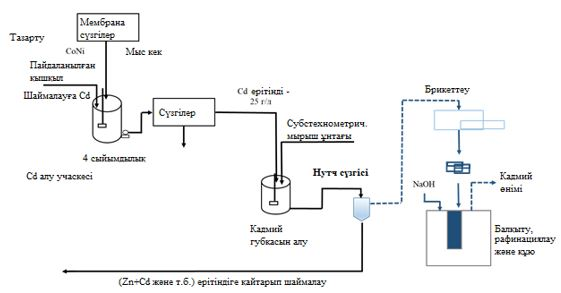 Мембрана
сүзгілер
Тазарту
CoNi
Мыс кек
Пайдаланылған
қышқыл
Шаймалауға Cd
Сүзгілер
4 сыйымдылық
Cd алу учаскесі
Cd ерітінді -
25 г/л
Субстехнометрич.
мырыш ұнтағы
Нутч сүзгісі
Кадмий
губкасын алу
Брикеттеу
NaOH
Кадмий
өнімі
Балқыту,
рафинациялау
және құю
(Zn+Cd және т.б.) ерітіндіге қайтарып шаймалау